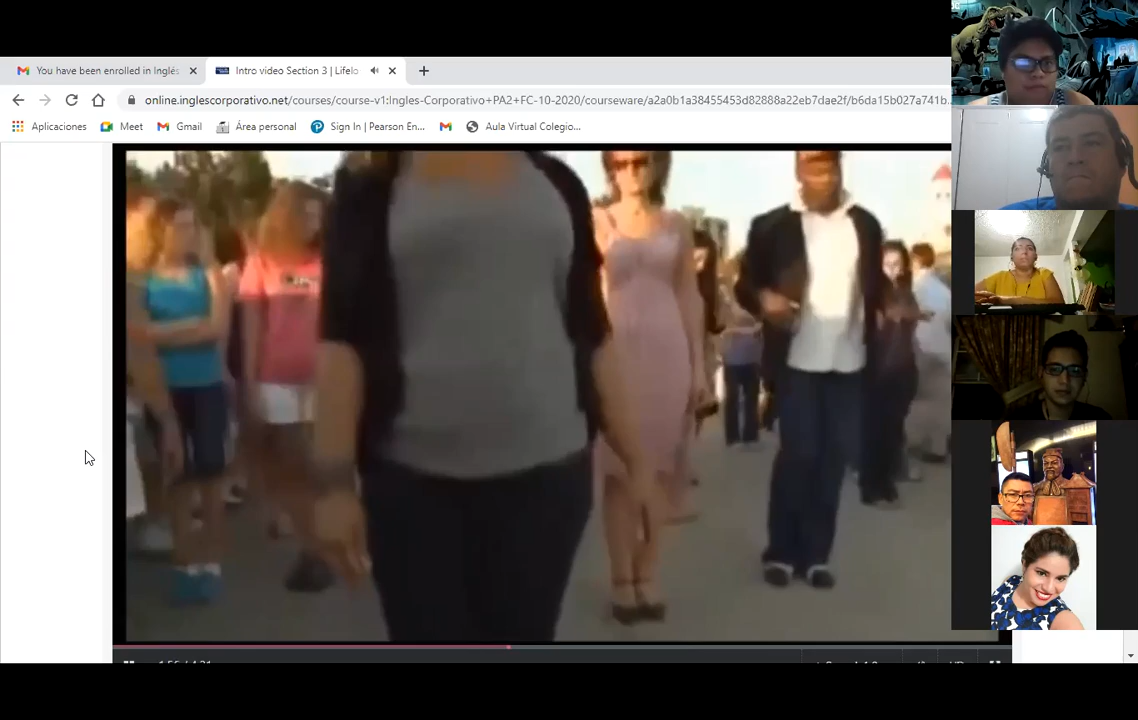 You have been enrolled in Inglés
Intro video Section 3 | Lifelo
online.inglescorporativo.net/courses/course-v1:Ingles-Corporativo+PA2+FC-10-2020/courseware/a2a0b1a38455453d82888a22eb7dae2f/b6da15b027a741b...
Aplicaciones
Meet
Gmail
Área personal
Sign In | Pearson En...
Aula Virtual Colegio...